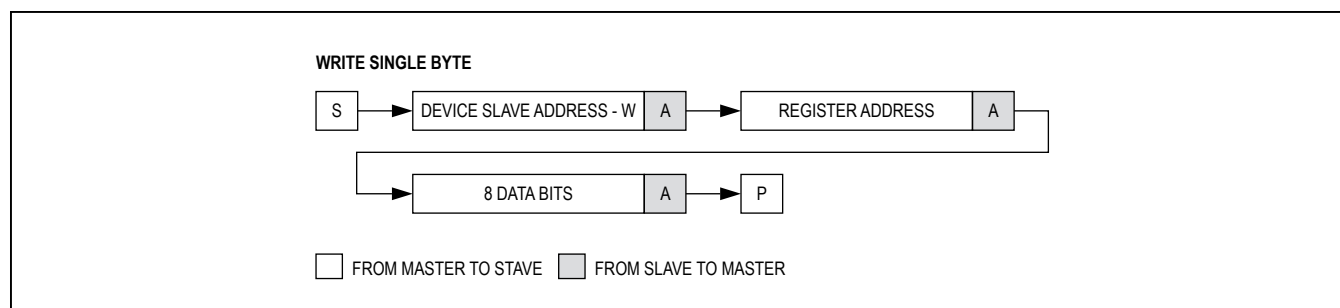 WRITE SINGLE BYTE
S DEVICE SLAVE ADDRESS - W A REGISTER ADDRESS A
8 DATA BITS A P
FROM MASTER TO STAVE FROM SLAVE TO MASTER